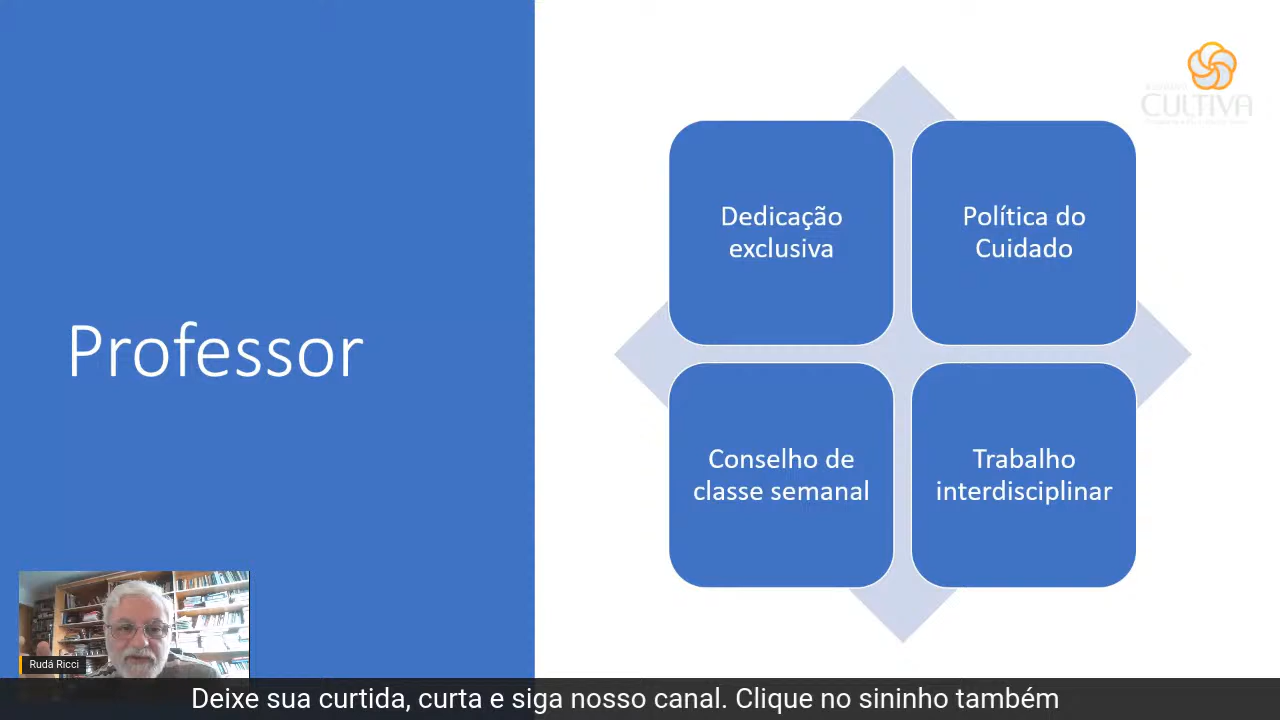 CULTIVA
Dedicação
exclusiva
Política do
Cuidado
Professor
Conselho de
classe semanal
Trabalho
interdisciplinar
Rudá Ricci
Deixe sua curtida, curta e siga nosso canal. Clique no sininho também